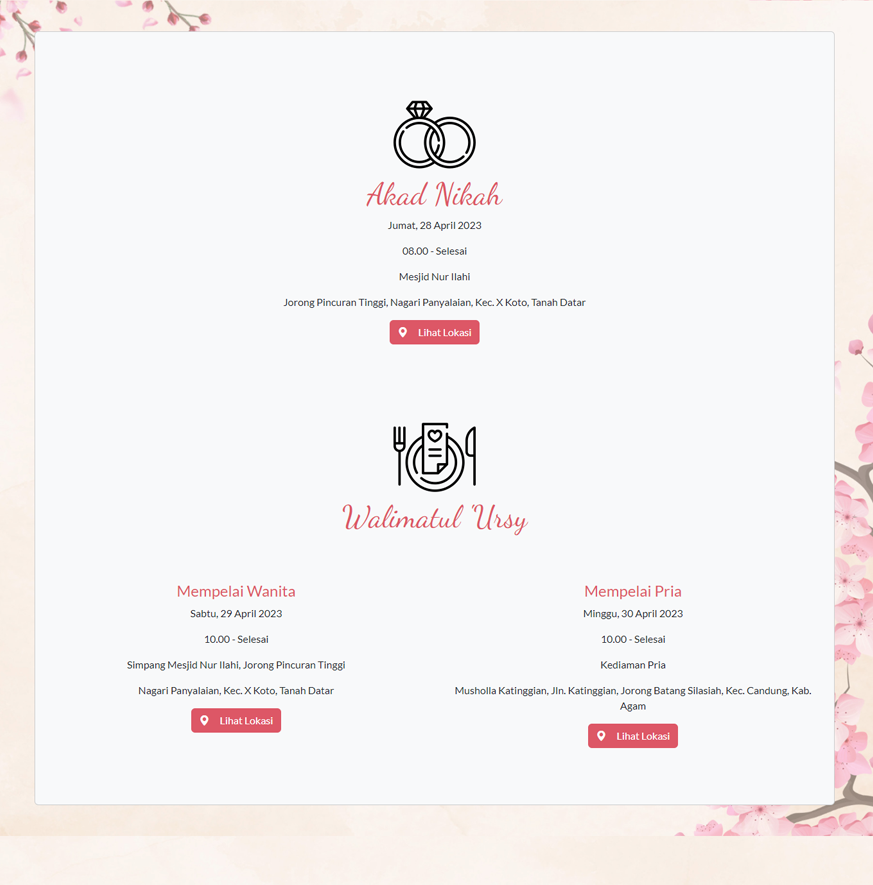 Akad Nikah
Jumat, 28 April 2023
08.00 - Selesai
Mesjid Nur Ilahi
Jorong Pincuran Tinggi, Nagari Panyalaian, Kec. X Koto, Tanah Datar
Lihat Lokasi
Walimatul 'Ursy
Mempelai Wanita
Sabtu, 29 April 2023
10.00 - Selesai
Simpang Mesjid Nur Ilahi, Jorong Pincuran Tinggi
Nagari Panyalaian, Kec. X Koto, Tanah Datar
Lihat Lokasi
Mempelai Pria
Minggu, 30 April 2023
10.00 - Selesai
Kediaman Pria
Musholla Katinggian, Jln. Katinggian, Jorong Batang Silasiah, Kec. Candung, Kab.
Agam
Lihat Lokasi